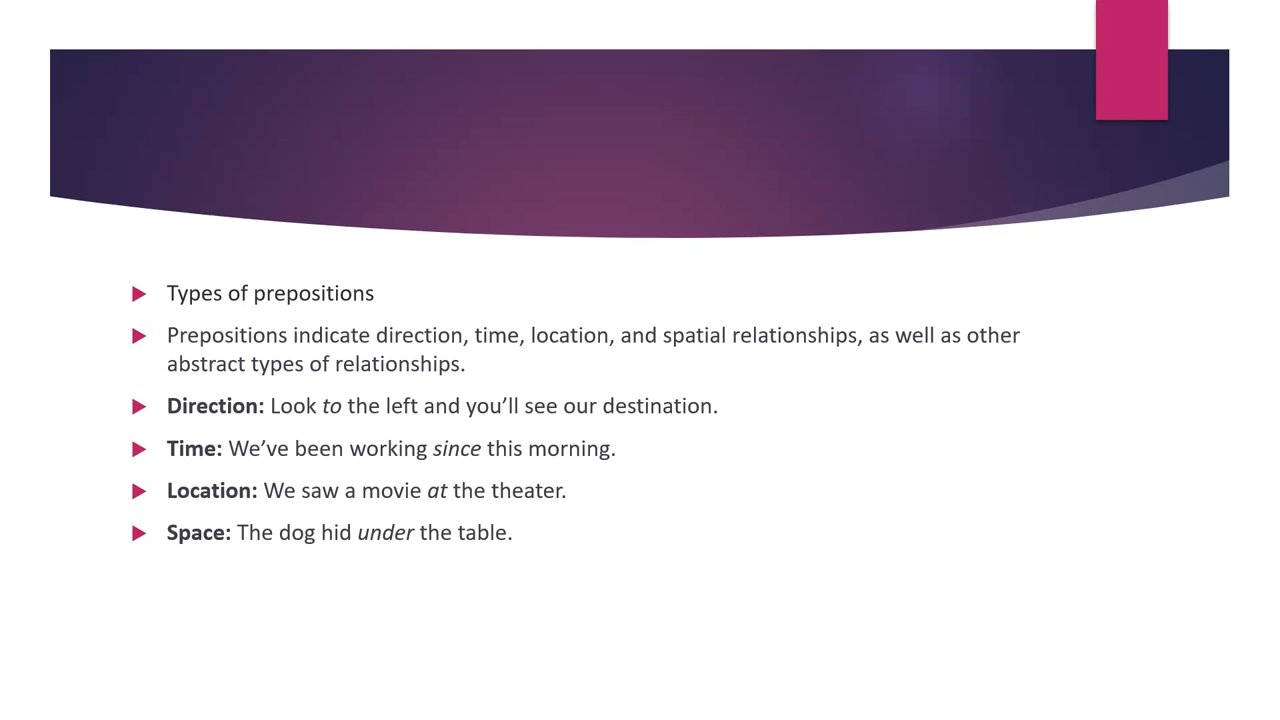 Types of prepositions
Prepositions indicate direction, time, location, and spatial relationships, as well as other
abstract types of relationships.
Direction: Look to the left and you’ll see our destination.
Time: We’ve been working since this morning.
Location: We saw a movie at the theater.
Space: The dog hid under the table.